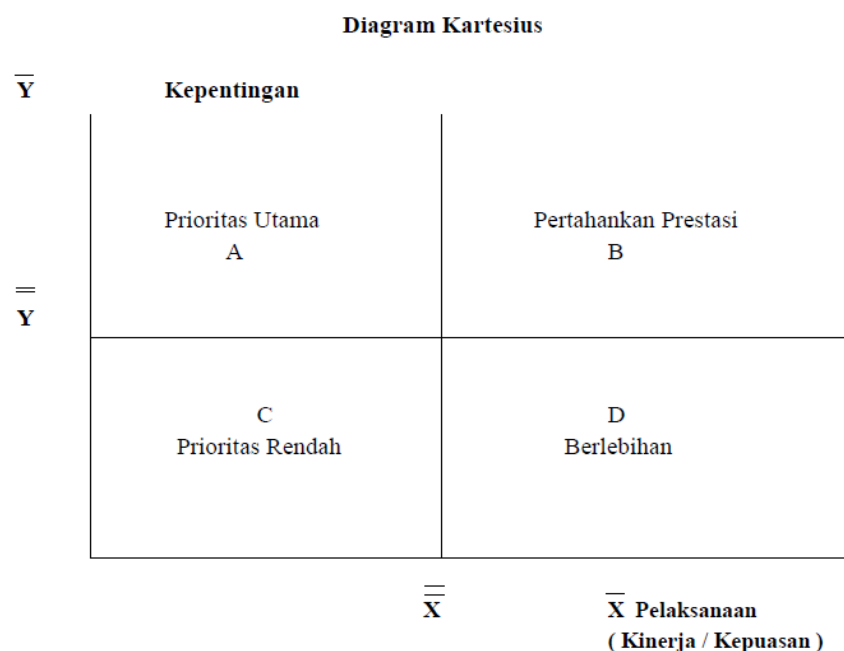 Diagram Kartesius
Y̅ Kepentingan
Prioritas Utama
A
Pertahankan Prestasi
B
Y̿
C
Prioritas Rendah
D
Berlebihan
X̿
X̅ Pelaksanaan
( Kinerja / Kepuasan )